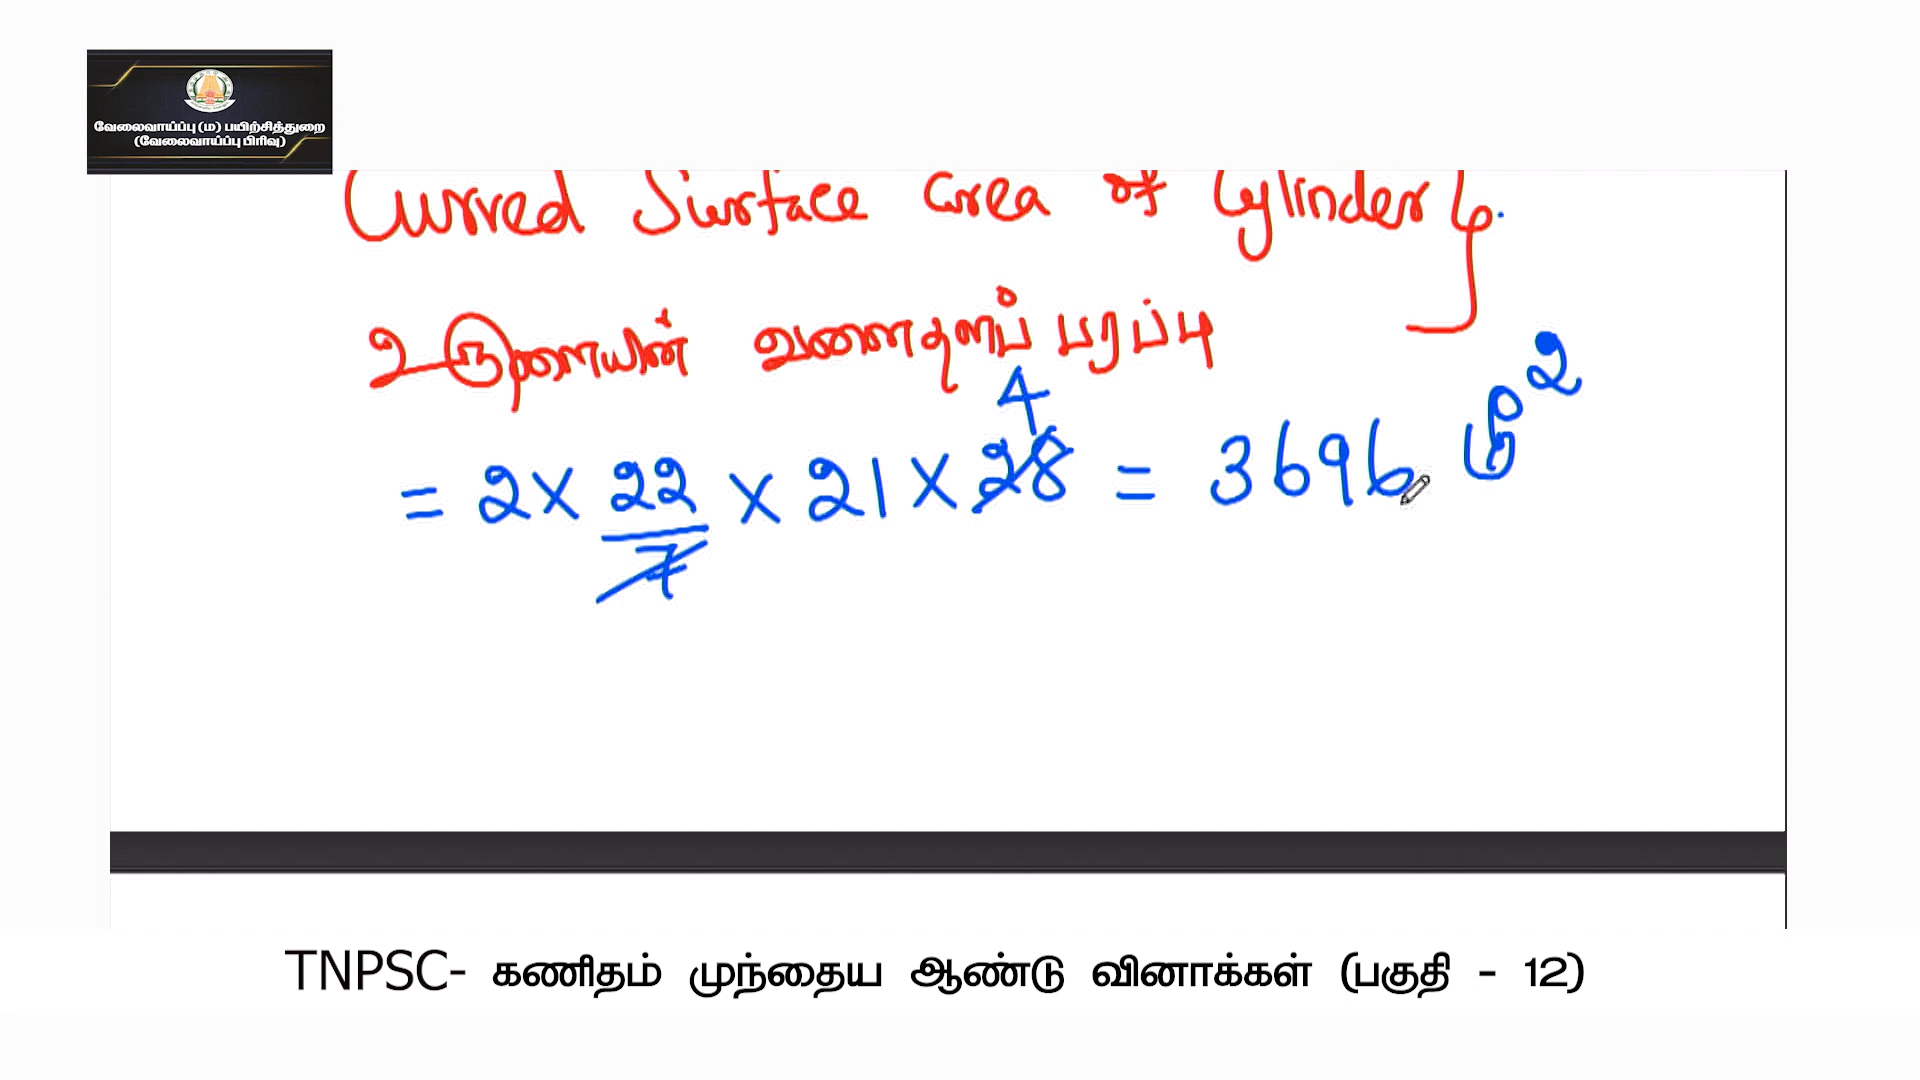 வேலைவாய்ப்பு (ம) பயிற்சித்துறை
(வேலைவாய்ப்பு பிரிவு)
Curved Surface area of Cylinder
உருளையின் வளைதளப் பரப்பு
4
= 2 × 22/7 × 21 × 28 = 3696 மீ²
TNPSC- கணிதம் முந்தைய ஆண்டு வினாக்கள் (பகுதி - 12)